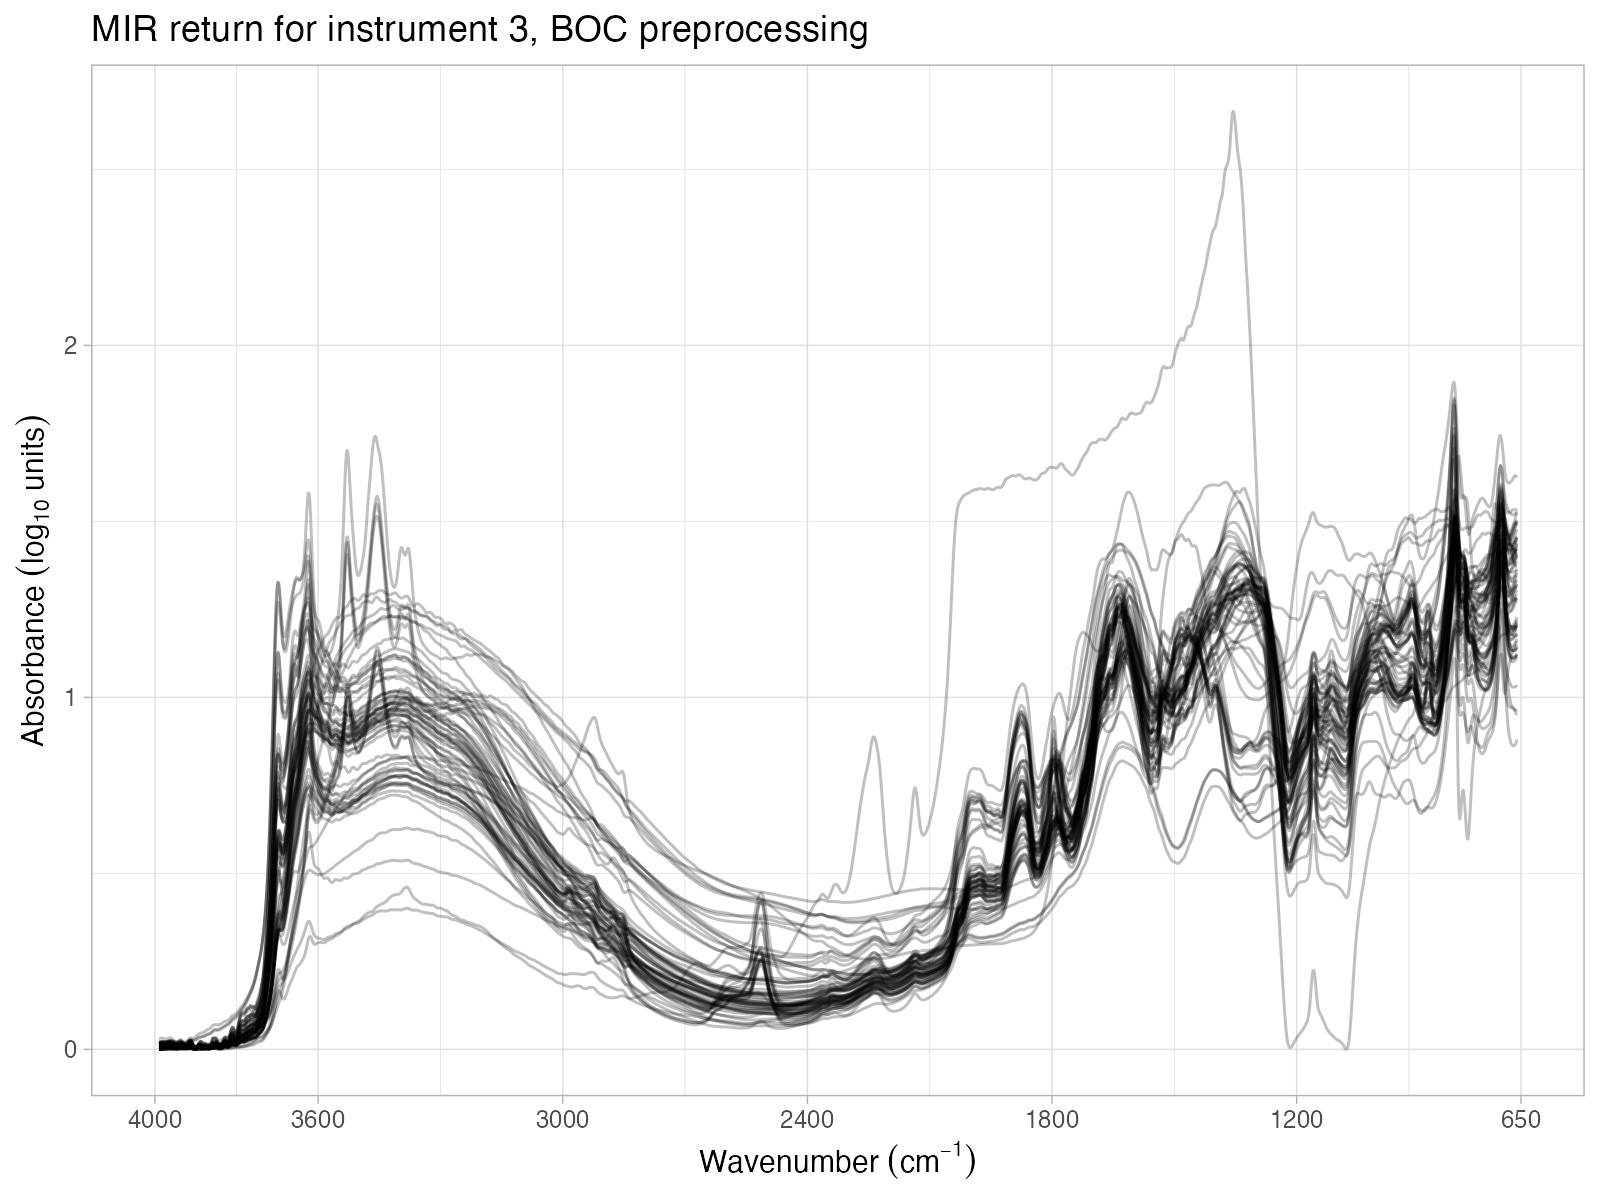 MIR return for instrument 3, BOC preprocessing
2
1
0
Absorbance (log₁₀ units)
4000 3600 3000 2400 1800 1200 650
Wavenumber (cm⁻¹)